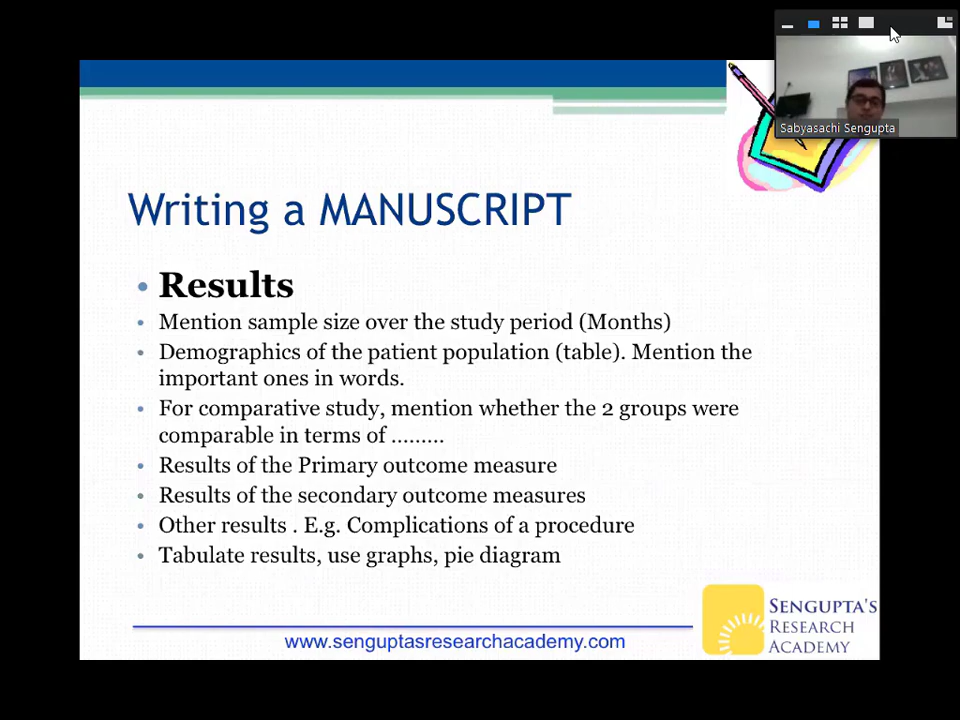 Sabyasachi Sengupta
Writing a MANUSCRIPT
• Results
• Mention sample size over the study period (Months)
• Demographics of the patient population (table). Mention the
important ones in words.
• For comparative study, mention whether the 2 groups were
comparable in terms of .........
• Results of the Primary outcome measure
• Results of the secondary outcome measures
• Other results . E.g. Complications of a procedure
• Tabulate results, use graphs, pie diagram
www.senguptasresearchacademy.com
SENGUPTA'S
RESEARCH
ACADEMY